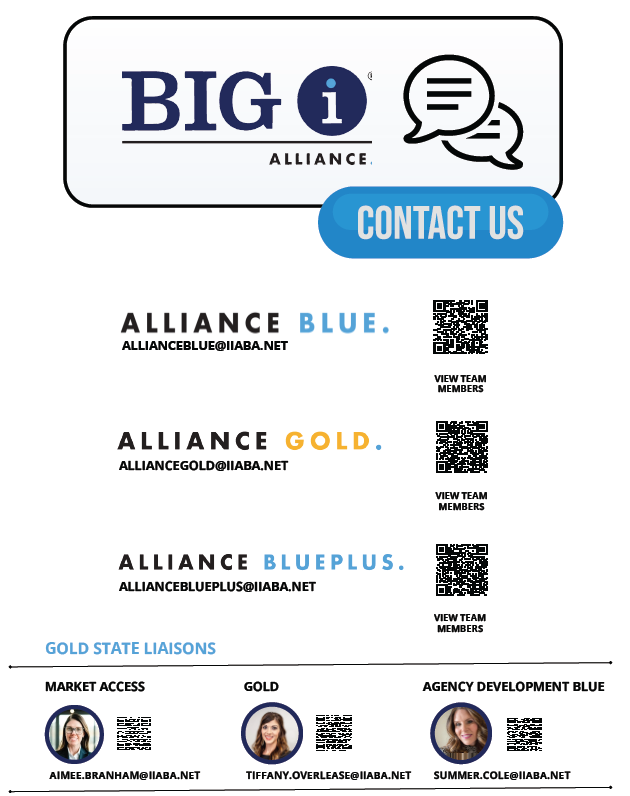 BIG i
ALLIANCE.
CONTACT US
ALLIANCE BLUE.
ALLIANCEBLUE@IIABA.NET
VIEW TEAM
MEMBERS
ALLIANCE GOLD.
ALLIANCEGOLD@IIABA.NET
VIEW TEAM
MEMBERS
ALLIANCE BLUEPLUS.
ALLIANCEBLUEPLUS@IIABA.NET
VIEW TEAM
MEMBERS
GOLD STATE LIAISONS
MARKET ACCESS
GOLD
AGENCY DEVELOPMENT BLUE
AIMEE.BRANHAM@IIABA.NET
TIFFANY.OVERLEASE@IIABA.NET
SUMMER.COLE@IIABA.NET